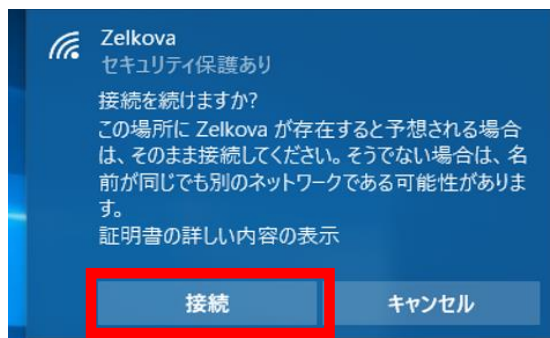 Zelkova
セキュリティ保護あり
接続を続けますか?
この場所に Zelkova が存在すると予想される場合
は、そのまま接続してください。そうでない場合は、名
前が同じでも別のネットワークである可能性がありま
す。
証明書の詳しい内容の表示
接続
キャンセル